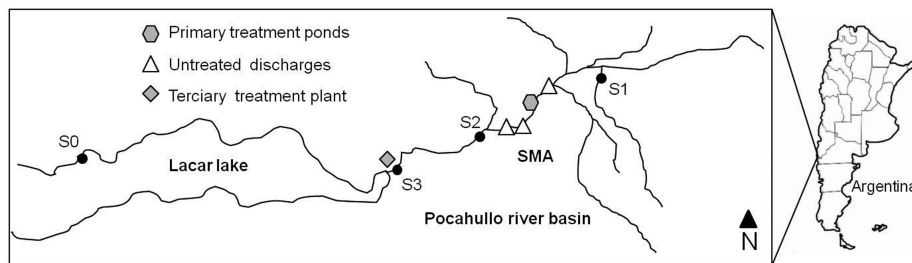 Primary treatment ponds
Untreated discharges
Terciary treatment plant
S0
Lacar lake
S3
S2
S1
SMA
Pocahullo river basin
N
Argentina